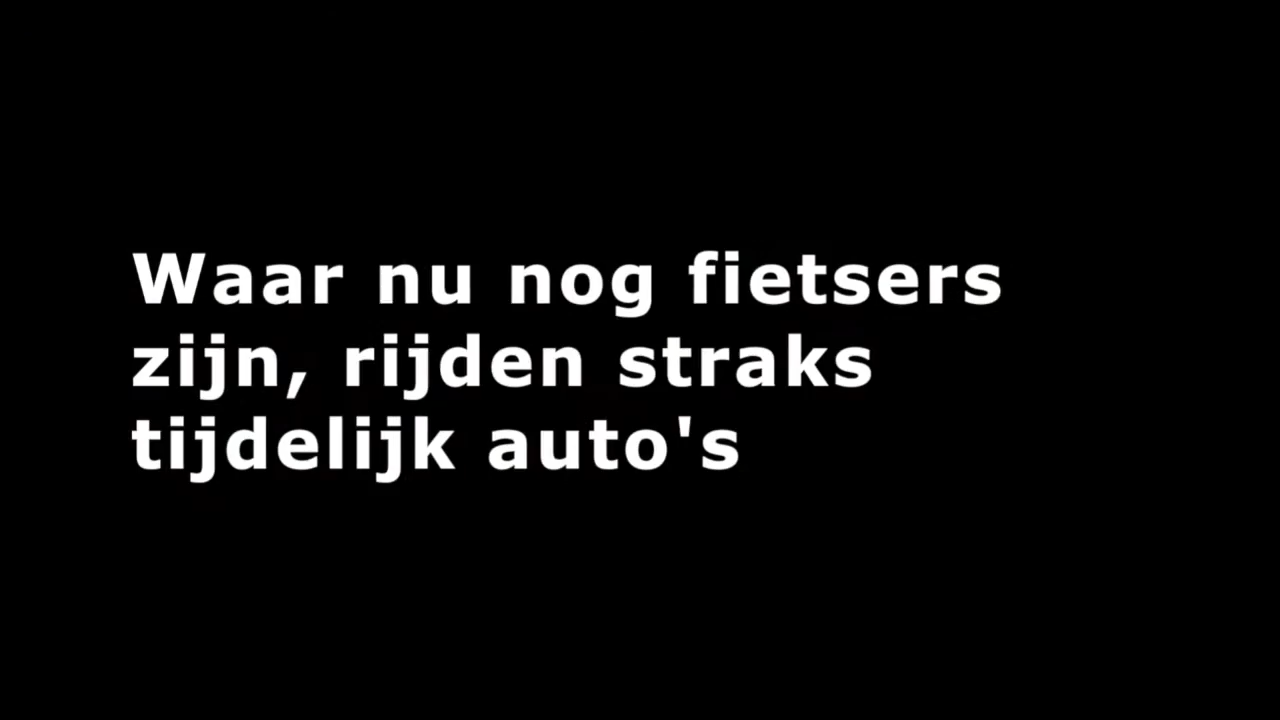 Waar nu nog fietsers
zijn, rijden straks
tijdelijk auto's